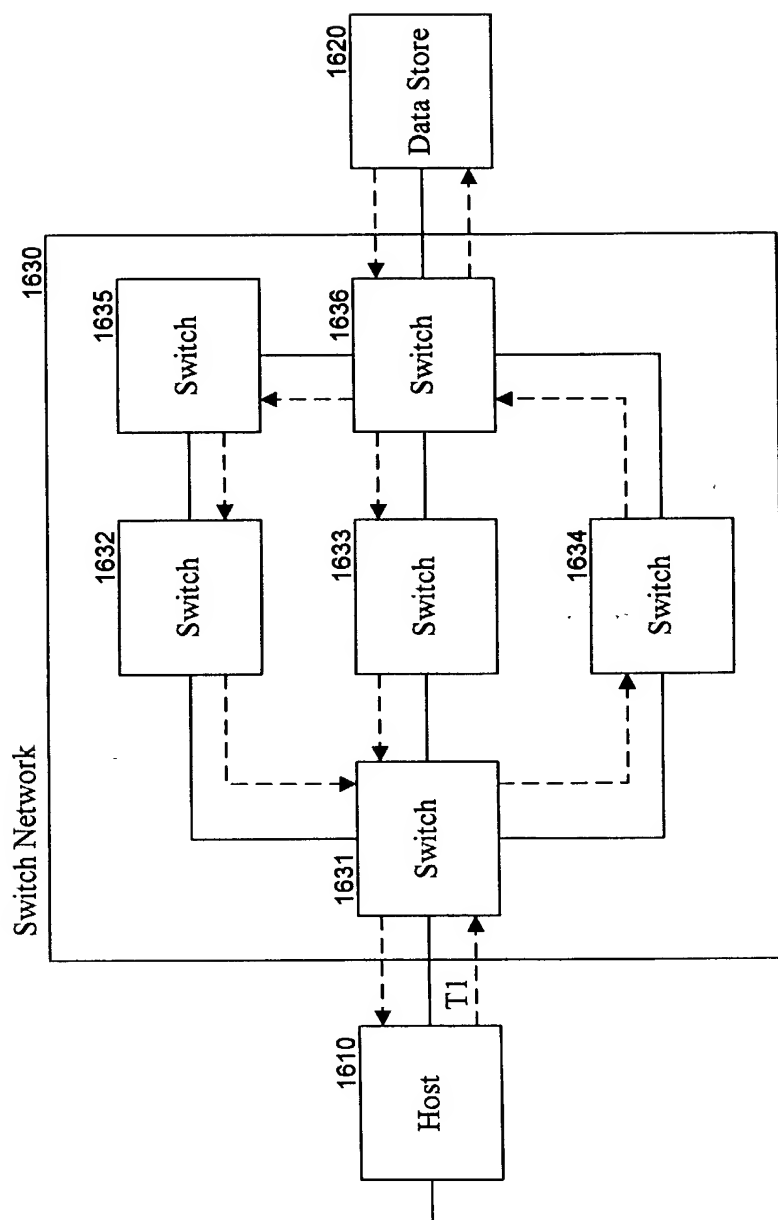 Switch Network
1630
1610
Host
T1
1631
Switch
1632
Switch
1635
Switch
1633
Switch
1636
Switch
1634
Switch
1620
Data Store